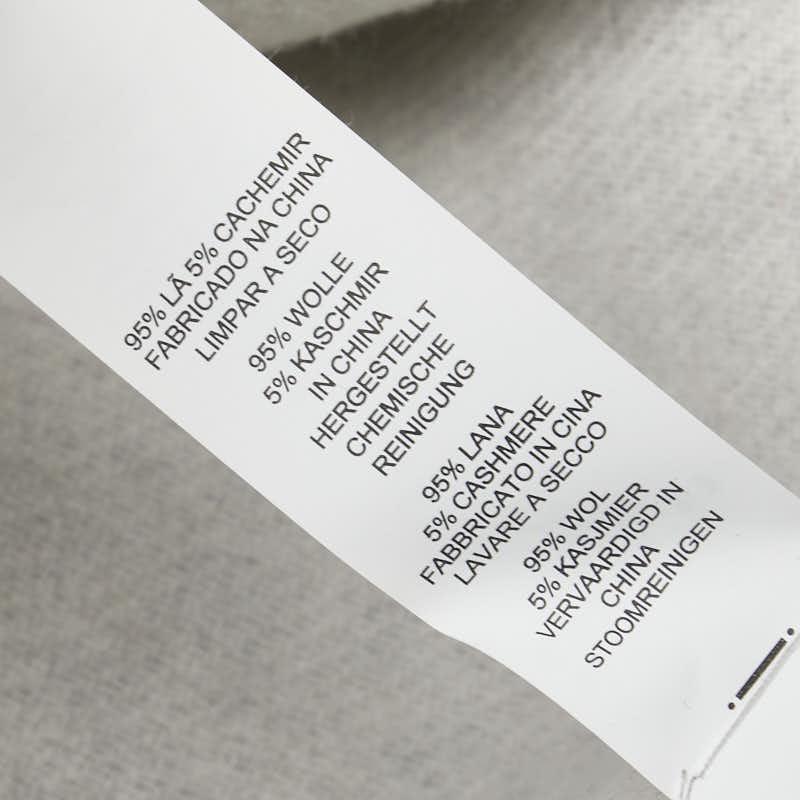 95% LÃ 5% CACHEMIR
FABRICADO NA CHINA
LIMPAR A SECO
95% WOLLE
5% KASCHMIR
IN CHINA
HERGESTELLT
CHEMISCHE
REINIGUNG
95% LANA
5% CASHMERE
FABBRICATO IN CINA
LAVARE A SECCO
95% WOL
5% KASJMIER
VERVAARDIGD IN
CHINA
STOOMREINIGEN